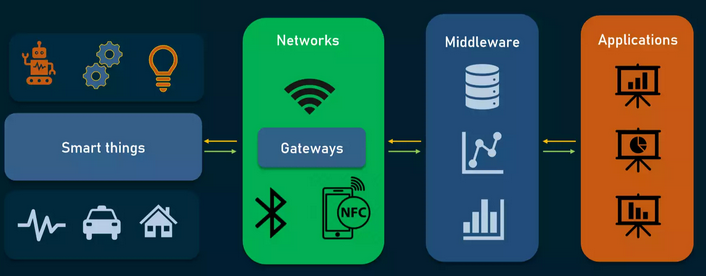 Smart things
Networks
Gateways
NFC
Middleware
Applications